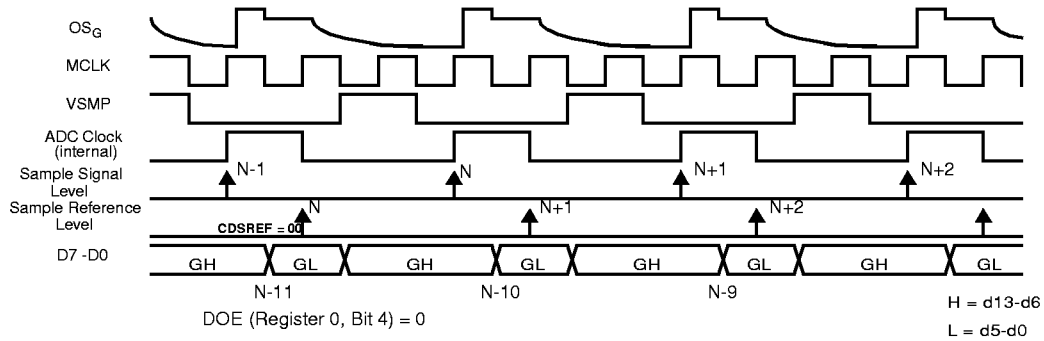 OSG
MCLK
VSMP
ADC Clock
(internal)
Sample Signal
Level
N-1
N
N+1
N+2
Sample Reference
Level
CDSREF = 00
N
N+1
N+2
D7 -D0
GH
GL
GH
GL
GH
GL
GH
GL
N-11
N-10
N-9
DOE (Register 0, Bit 4) = 0
H = d13-d6
L = d5-d0